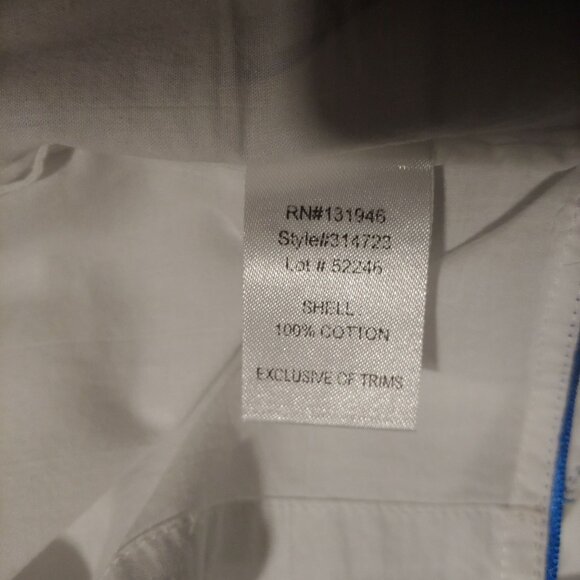 RN#131946
Style#314723
Lot # 52246
SHELL:
100% COTTON
EXCLUSIVE OF TRIMS